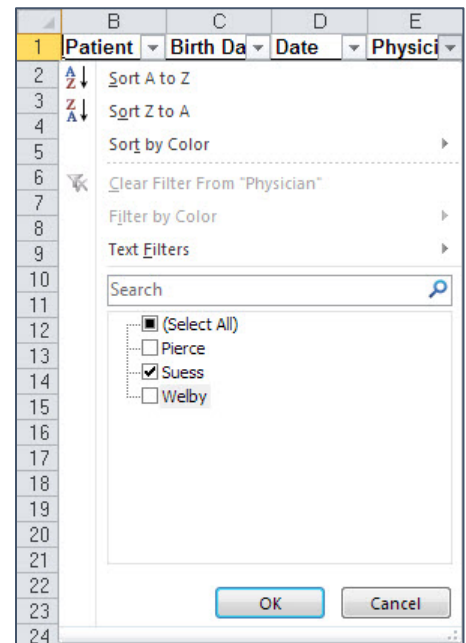 B C D E
1 Patient Birth Da Date Physici
2 Sort A to Z
3 Sort Z to A
4
5 Sort by Color
6 Clear Filter From "Physician"
7
8 Filter by Color
9 Text Filters
10
11 Search
12 (Select All)
13 Pierce
14 Suess
15 Welby
16
17
18
19
20
21
22
23 OK Cancel
24